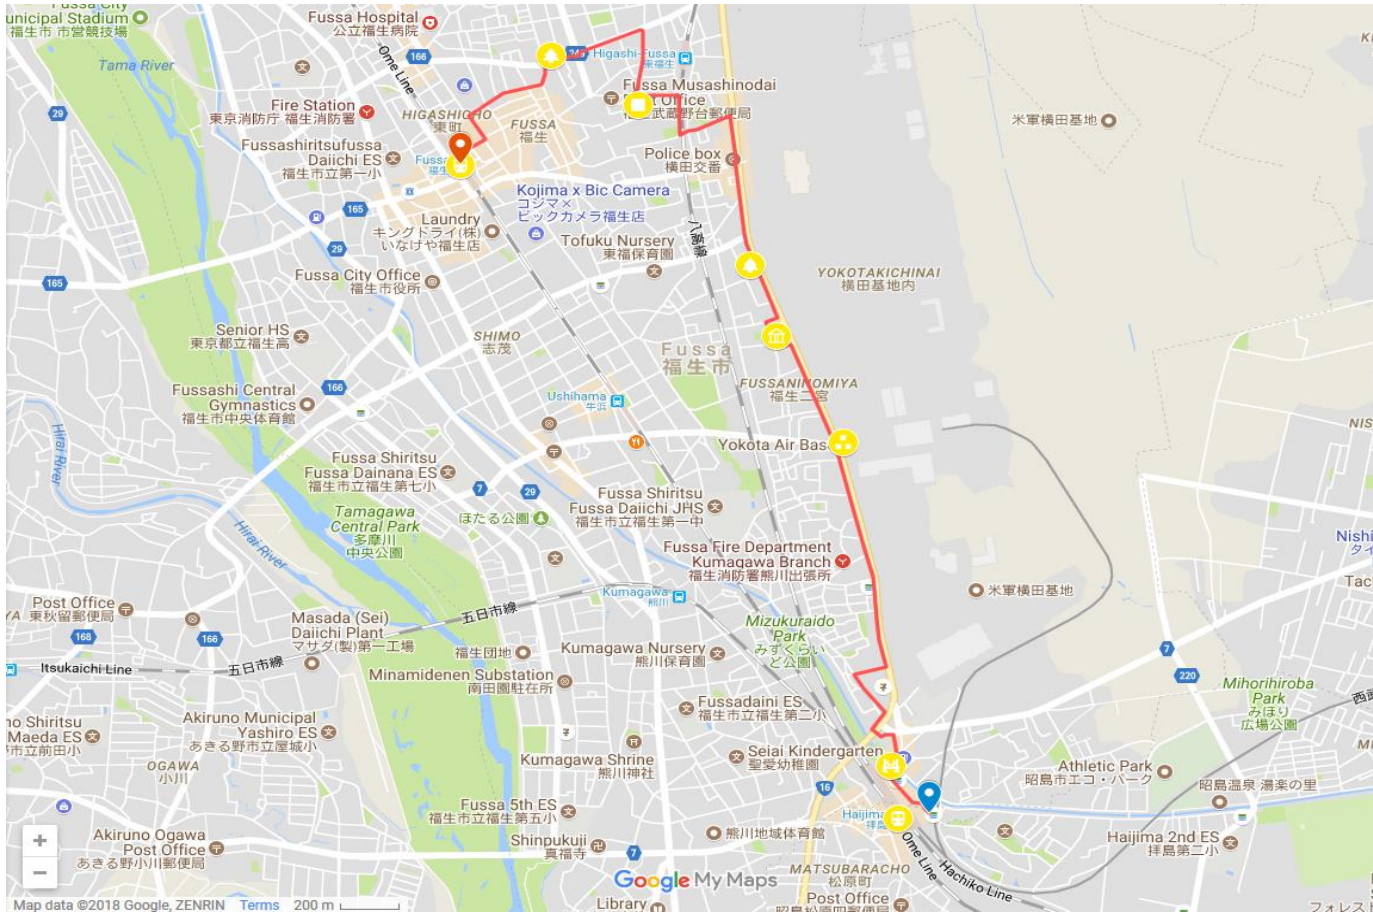 Fussa City
unicipal Stadium
福生市 市営競技場
Tama River
29
Fussa Hospital
公立福生病院
Ome Line
166
Higashi-Fussa
東福生
Fire Station
東京消防庁 福生消防署
HIGASHICHO
東町
FUSSA
福生
Fussa Musashinodai
Office
武蔵野台郵便局
米軍横田基地
Fussashiritsufussa
Daiichi ES
福生市立第一小
Police box
横田交番
Kojima x Bic Camera
コジマ×
ビックカメラ福生店
165
29
Laundry
キングドライ(株)
いなげや福生店
Tofuku Nursery
東福保育園
八高線
YOKOTAKICHINAI
横田基地内
165
Fussa City Office
福生市役所
Senior HS
東京都立福生高
SHIMO
志茂
Fussa
福生市
Fussashi Central
Gymnastics
福生市中央体育館
166
Ushihama
牛浜
FUSSANINOMIYA
福生二宮
NIS
Hirai River
Yokota Air Bas
Fussa Shiritsu
Fussa Dainana ES
福生市立福生第七小
7
29
Fussa Shiritsu
Fussa Daiichi JHS
福生市立福生第一中
Tamagawa
Central Park
多摩川
中央公園
ほたる公園
Hirai River
Nishi
タイ
Fussa Fire Department
Kumagawa Branch
福生消防署熊川出張所
Tac
Kumagawa
熊川
米軍横田基地
Post Office
東秋留郵便局
五日市線
Masada (Sei)
Daiichi Plant
マサダ(製)第一工場
168
166
Mizukuraido
Park
みずくらい
ど公園
7
220
Itsukaichi Line
五日市線
福生団地
Kumagawa Nursery
熊川保育園
Minamidenen Substation
南田園駐在所
Mihorihiroba
Park
みほり
広場公園
西武
no Shiritsu
Maeda ES
市立前田小
Akiruno Municipal
Yashiro ES
あきる野市立屋城小
Fussadaini ES
福生市立福生第二小
OGAWA
小川
Kumagawa Shrine
熊川神社
Seiai Kindergarten
聖愛幼稚園
16
Athletic Park
昭島市エコ・パーク
昭島温泉 湯楽の里
Fussa 5th ES
福生市立福生第五小
Haijima
拝島
Akiruno Ogawa
Post Office
あきる野小川郵便局
Shinpukuji
真福寺
7
熊川地域体育館
Haijima 2nd ES
拝島第二小
Ome Line
Hachiko Line
MATSUBARACHO
松原町
Google My Maps
Post Office
昭島松原四郵便局
Library
フォレスト
Map data ©2018 Google, ZENRIN Terms 200 m